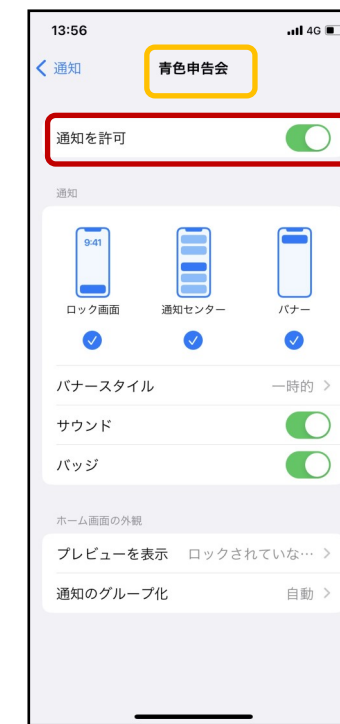 13:56 4G
通知 青色申告会
通知を許可
通知
9:41
ロック画面 通知センター バナー
バナースタイル 一時的
サウンド
バッジ
ホーム画面の外観
プレビューを表示 ロックされていな…
通知のグループ化 自動